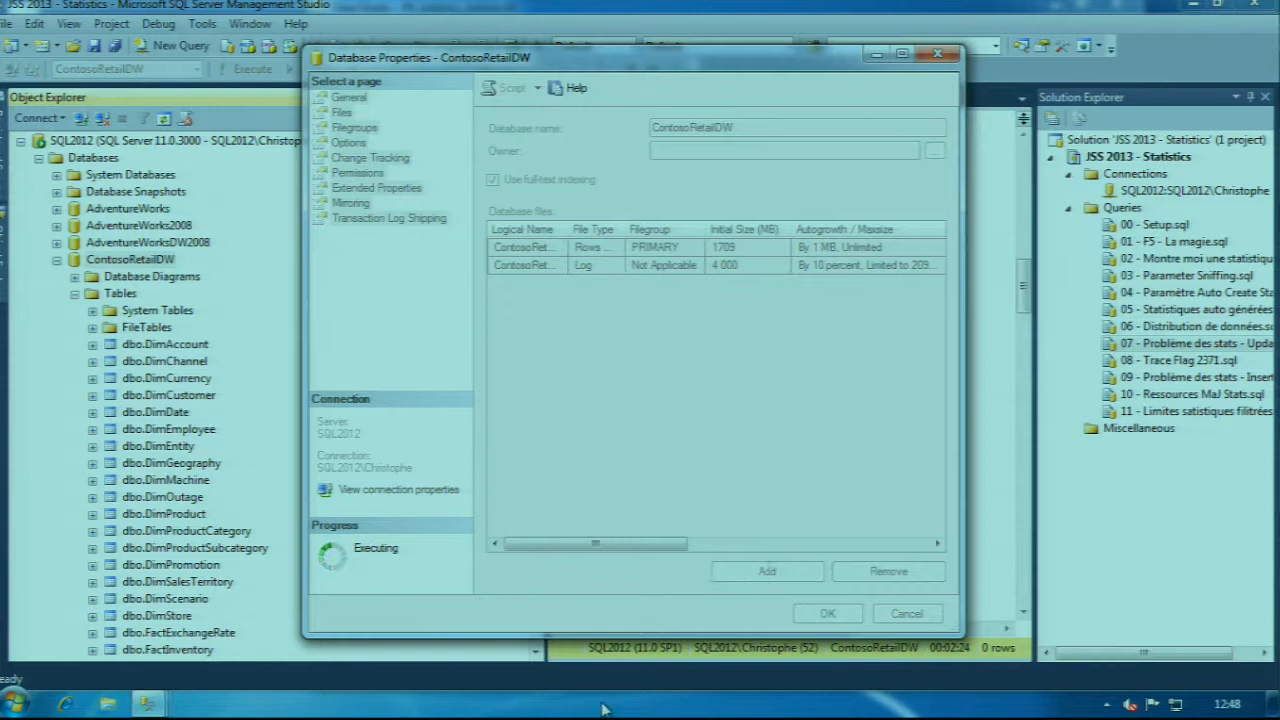 JSS 2013 - Statistics - Microsoft SQL Server Management Studio
File Edit View Project Debug Tools Window Help
New Query
ContosoRetailDW
Execute
Object Explorer
Connect
SQL2012 (SQL Server 11.0.3000 - SQL2012\Christop
Databases
System Databases
Database Snapshots
AdventureWorks
AdventureWorks2008
AdventureWorksDW2008
ContosoRetailDW
Database Diagrams
Tables
System Tables
FileTables
dbo.DimAccount
dbo.DimChannel
dbo.DimCurrency
dbo.DimCustomer
dbo.DimDate
dbo.DimEmployee
dbo.DimEntity
dbo.DimGeography
dbo.DimMachine
dbo.DimOutage
dbo.DimProduct
dbo.DimProductCategory
dbo.DimProductSubcategory
dbo.DimPromotion
dbo.DimSalesTerritory
dbo.DimScenario
dbo.DimStore
dbo.FactExchangeRate
dbo.FactInventory
Database Properties - ContosoRetailDW
Select a page
General
Files
Filegroups
Options
Change Tracking
Permissions
Extended Properties
Mirroring
Transaction Log Shipping
Connection
Server:
SQL2012
Connection:
SQL2012\Christophe
View connection properties
Progress
Executing
Script Help
Database name: ContosoRetailDW
Owner:
...
Use full-text indexing
Database files:
Logical Name File Type Filegroup Initial Size (MB) Autogrowth / Maxsize
ContosoRet... Rows ... PRIMARY 1709 By 1 MB, Unlimited
ContosoRet... Log Not Applicable 4 000 By 10 percent, Limited to 209...
Add Remove
OK Cancel
SQL2012 (11.0 SP1) SQL2012\Christophe (52) ContosoRetailDW 00:02:24 0 rows
Solution Explorer
Solution 'JSS 2013 - Statistics' (1 project)
JSS 2013 - Statistics
Connections
SQL2012:SQL2012\Christophe
Queries
00 - Setup.sql
01 - F5 - La magie.sql
02 - Montre moi une statistiqu
03 - Parameter Sniffing.sql
04 - Paramètre Auto Create Sta
05 - Statistiques auto générées
06 - Distribution de données.s
07 - Problème des stats - Upda
08 - Trace Flag 2371.sql
09 - Problème des stats - Insert
10 - Ressources MaJ Stats.sql
11 - Limites satistiques filtrées
Miscellaneous
eady
12:48